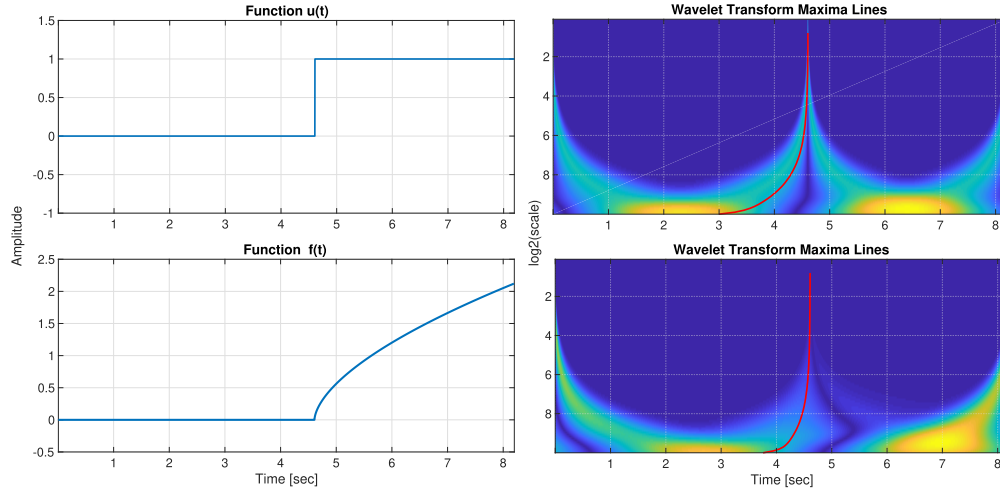 Function u(t)
1.5
1
0.5
0
-0.5
-1
1 2 3 4 5 6 7 8
Amplitude
Function f(t)
2.5
2
1.5
1
0.5
0
-0.5
1 2 3 4 5 6 7 8
Time [sec]
Wavelet Transform Maxima Lines
2
4
6
8
1 2 3 4 5 6 7 8
log2(scale)
Wavelet Transform Maxima Lines
2
4
6
8
1 2 3 4 5 6 7 8
Time [sec]